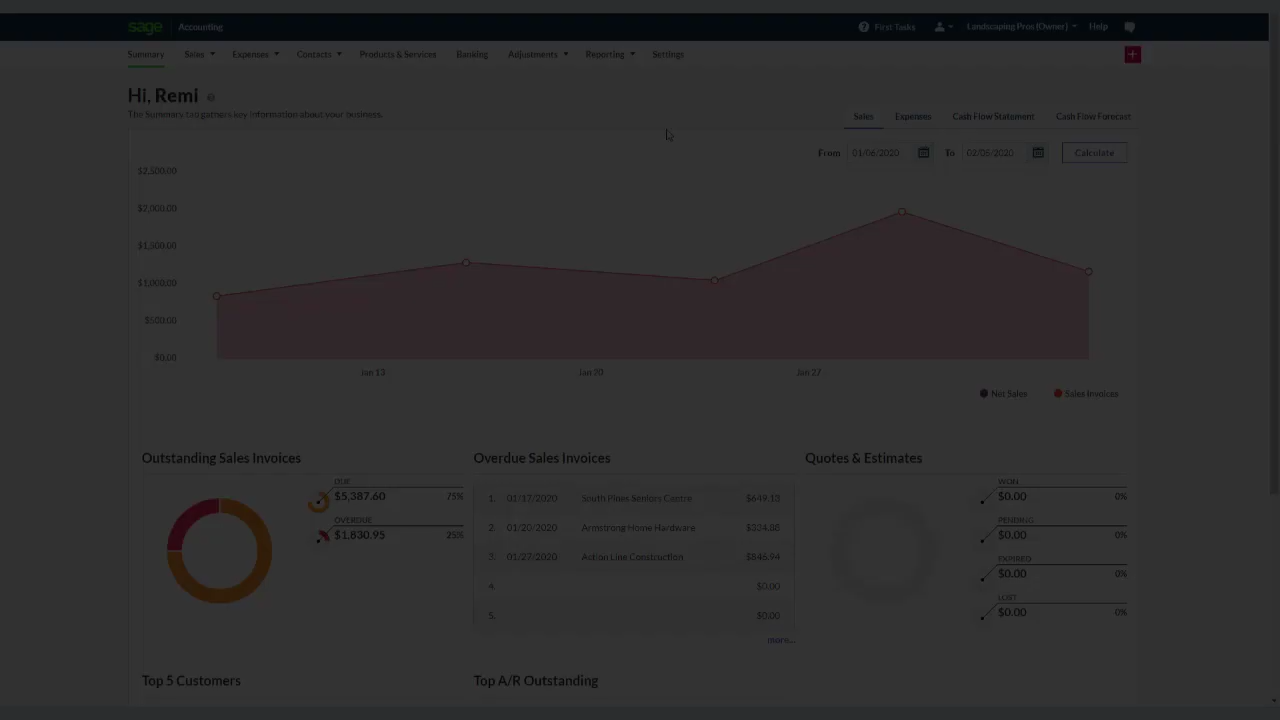 sage Accounting First Tasks Landscaping Pros (Owner) Help
Summary Sales Expenses Contacts Products & Services Banking Adjustments Reporting Settings
Hi, Remi
The Summary tab gathers key information about your business.
Sales Expenses Cash Flow Statement Cash Flow Forecast
From 01/06/2020 To 02/05/2020 Calculate
$2,500.00
$2,000.00
$1,500.00
$1,000.00
$500.00
$0.00
Jan 13 Jan 20 Jan 27
Net Sales Sales Invoices
Outstanding Sales Invoices
DUE
$5,387.60 75%
OVERDUE
$1,830.95 25%
Overdue Sales Invoices
1. 01/17/2020 South Pines Seniors Centre $649.13
2. 01/20/2020 Armstrong Home Hardware $334.88
3. 01/27/2020 Action Line Construction $846.94
4. $0.00
5. $0.00
more...
Quotes & Estimates
WON
$0.00 0%
PENDING
$0.00 0%
EXPIRED
$0.00 0%
LOST
$0.00 0%
Top 5 Customers
Top A/R Outstanding